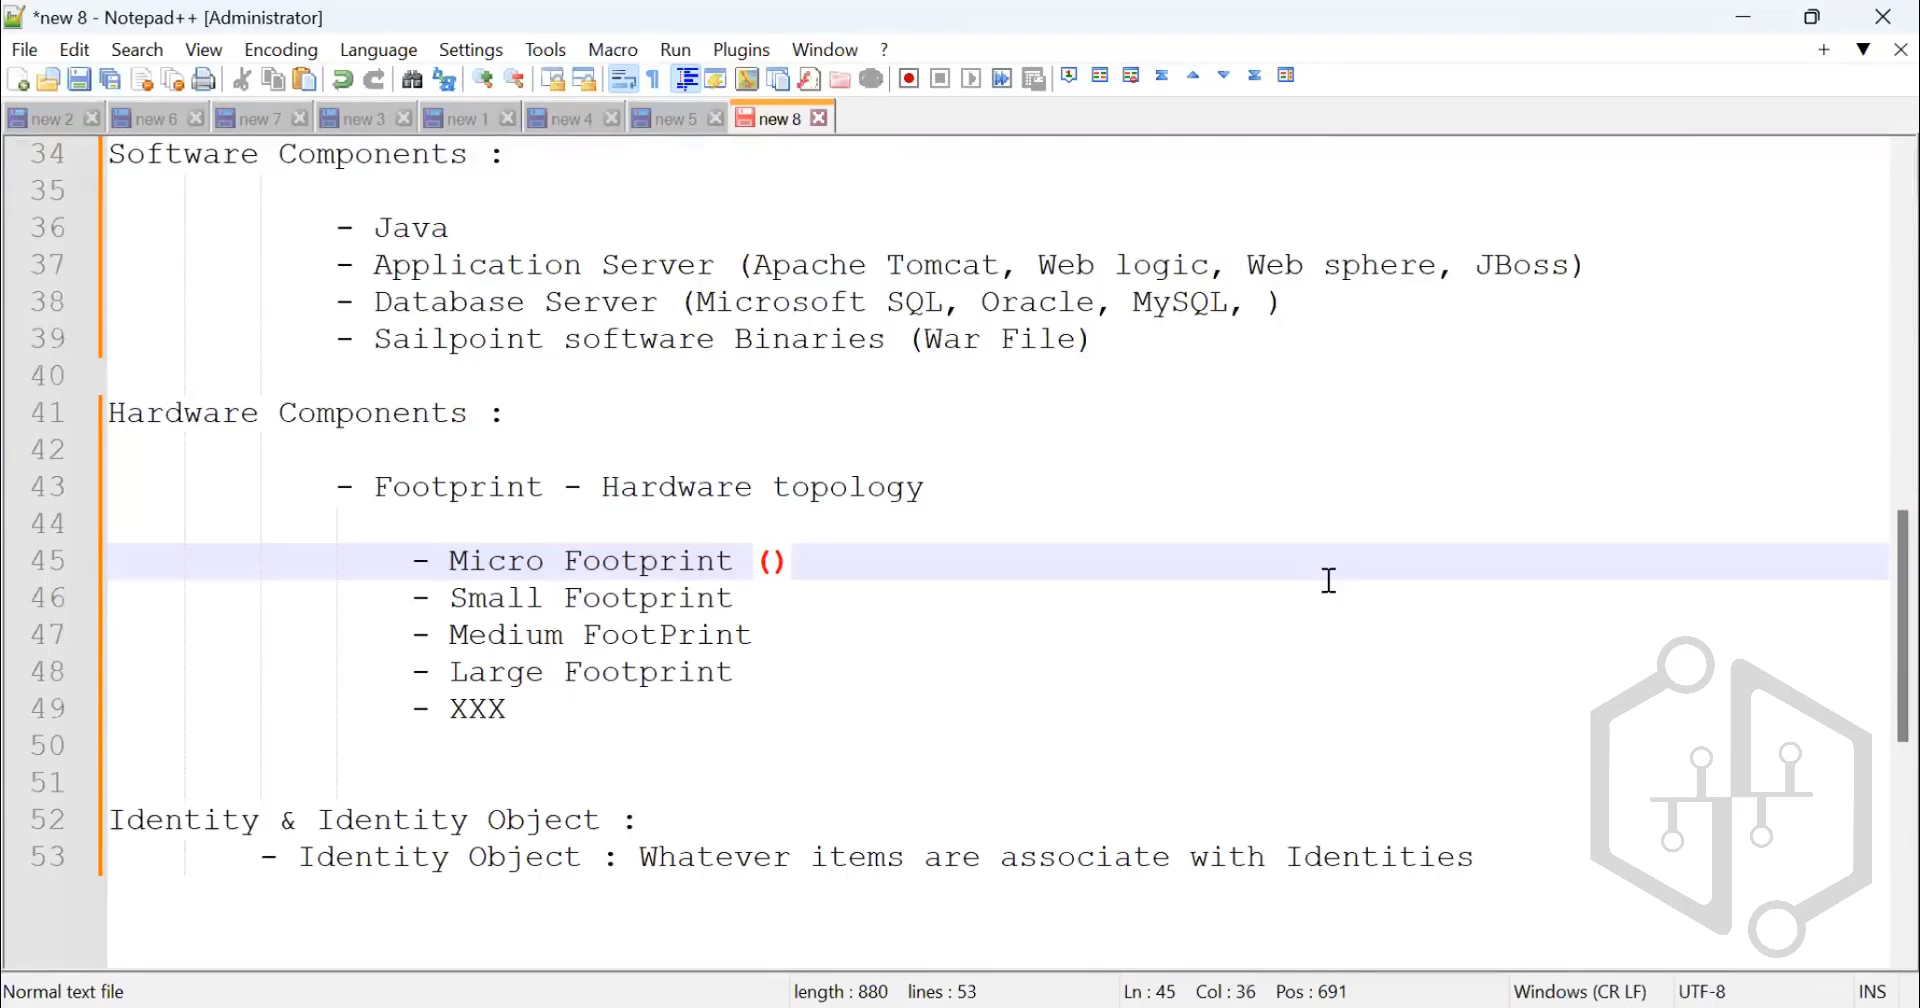 *new 8 - Notepad++ [Administrator]
File Edit Search View Encoding Language Settings Tools Macro Run Plugins Window ?
new 2 new 6 new 7 new 3 new 1 new 4 new 5 new 8
34 Software Components :
35
36 - Java
37 - Application Server (Apache Tomcat, Web logic, Web sphere, JBoss)
38 - Database Server (Microsoft SQL, Oracle, MySQL, )
39 - Sailpoint software Binaries (War File)
40
41 Hardware Components :
42
43 - Footprint - Hardware topology
44
45 - Micro Footprint ()
46 - Small Footprint
47 - Medium FootPrint
48 - Large Footprint
49 - XXX
50
51
52 Identity & Identity Object :
53 - Identity Object : Whatever items are associate with Identities
Normal text file length : 880 lines : 53 Ln : 45 Col : 36 Pos : 691 Windows (CR LF) UTF-8 INS